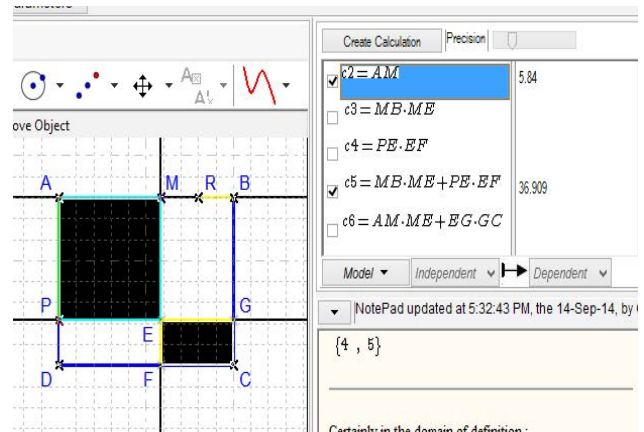 Create Calculation Precision
c2=AM 5.84
c3=MB·ME
c4=PE·EF
c5=MB·ME+PE·EF 36.909
c6=AM·ME+EG·GC
Model Independent Dependent
NotePad updated at 5:32:43 PM, the 14-Sep-14, by
{4 , 5}
Certainly in the domain of definition :
ove Object
A M R B
P G
E
D F C